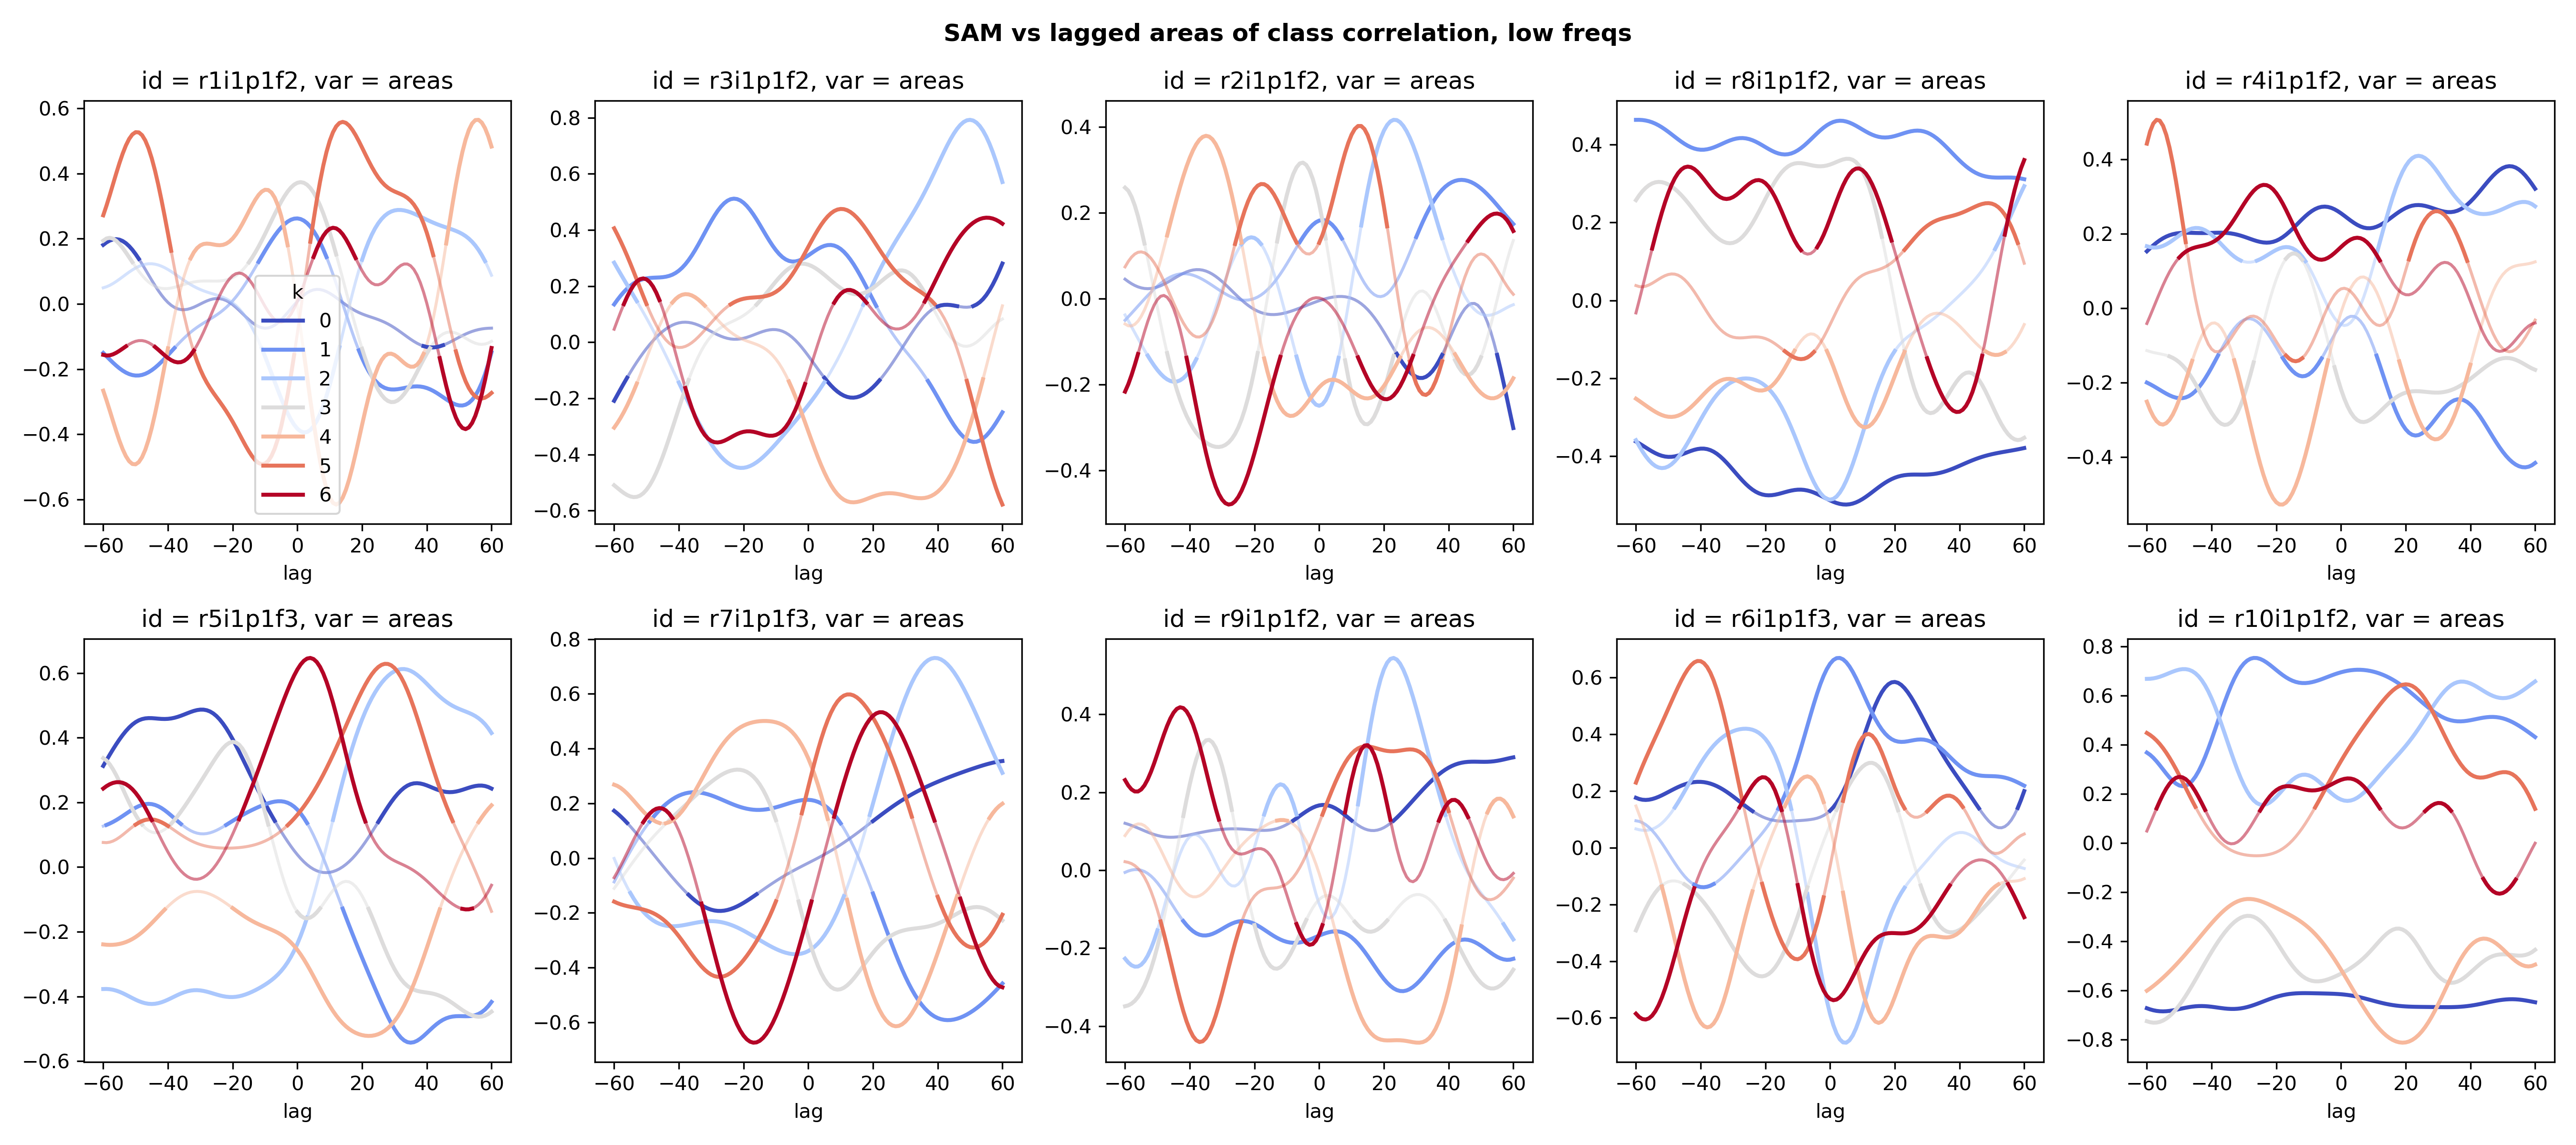 SAM vs lagged areas of class correlation, low freqs
id = r1i1p1f2, var = areas
0.6
0.4
0.2
0.0
−0.2
−0.4
−0.6
−60 −40 −20 0 20 40 60
lag
k
0
1
2
3
4
5
6
id = r3i1p1f2, var = areas
0.8
0.6
0.4
0.2
0.0
−0.2
−0.4
−0.6
−60 −40 −20 0 20 40 60
lag
id = r2i1p1f2, var = areas
0.4
0.2
0.0
−0.2
−0.4
−60 −40 −20 0 20 40 60
lag
id = r8i1p1f2, var = areas
0.4
0.2
0.0
−0.2
−0.4
−60 −40 −20 0 20 40 60
lag
id = r4i1p1f2, var = areas
0.4
0.2
0.0
−0.2
−0.4
−60 −40 −20 0 20 40 60
lag
id = r5i1p1f3, var = areas
0.6
0.4
0.2
0.0
−0.2
−0.4
−0.6
−60 −40 −20 0 20 40 60
lag
id = r7i1p1f3, var = areas
0.8
0.6
0.4
0.2
0.0
−0.2
−0.4
−0.6
−60 −40 −20 0 20 40 60
lag
id = r9i1p1f2, var = areas
0.4
0.2
0.0
−0.2
−0.4
−60 −40 −20 0 20 40 60
lag
id = r6i1p1f3, var = areas
0.6
0.4
0.2
0.0
−0.2
−0.4
−0.6
−60 −40 −20 0 20 40 60
lag
id = r10i1p1f2, var = areas
0.8
0.6
0.4
0.2
0.0
−0.2
−0.4
−0.6
−0.8
−60 −40 −20 0 20 40 60
lag